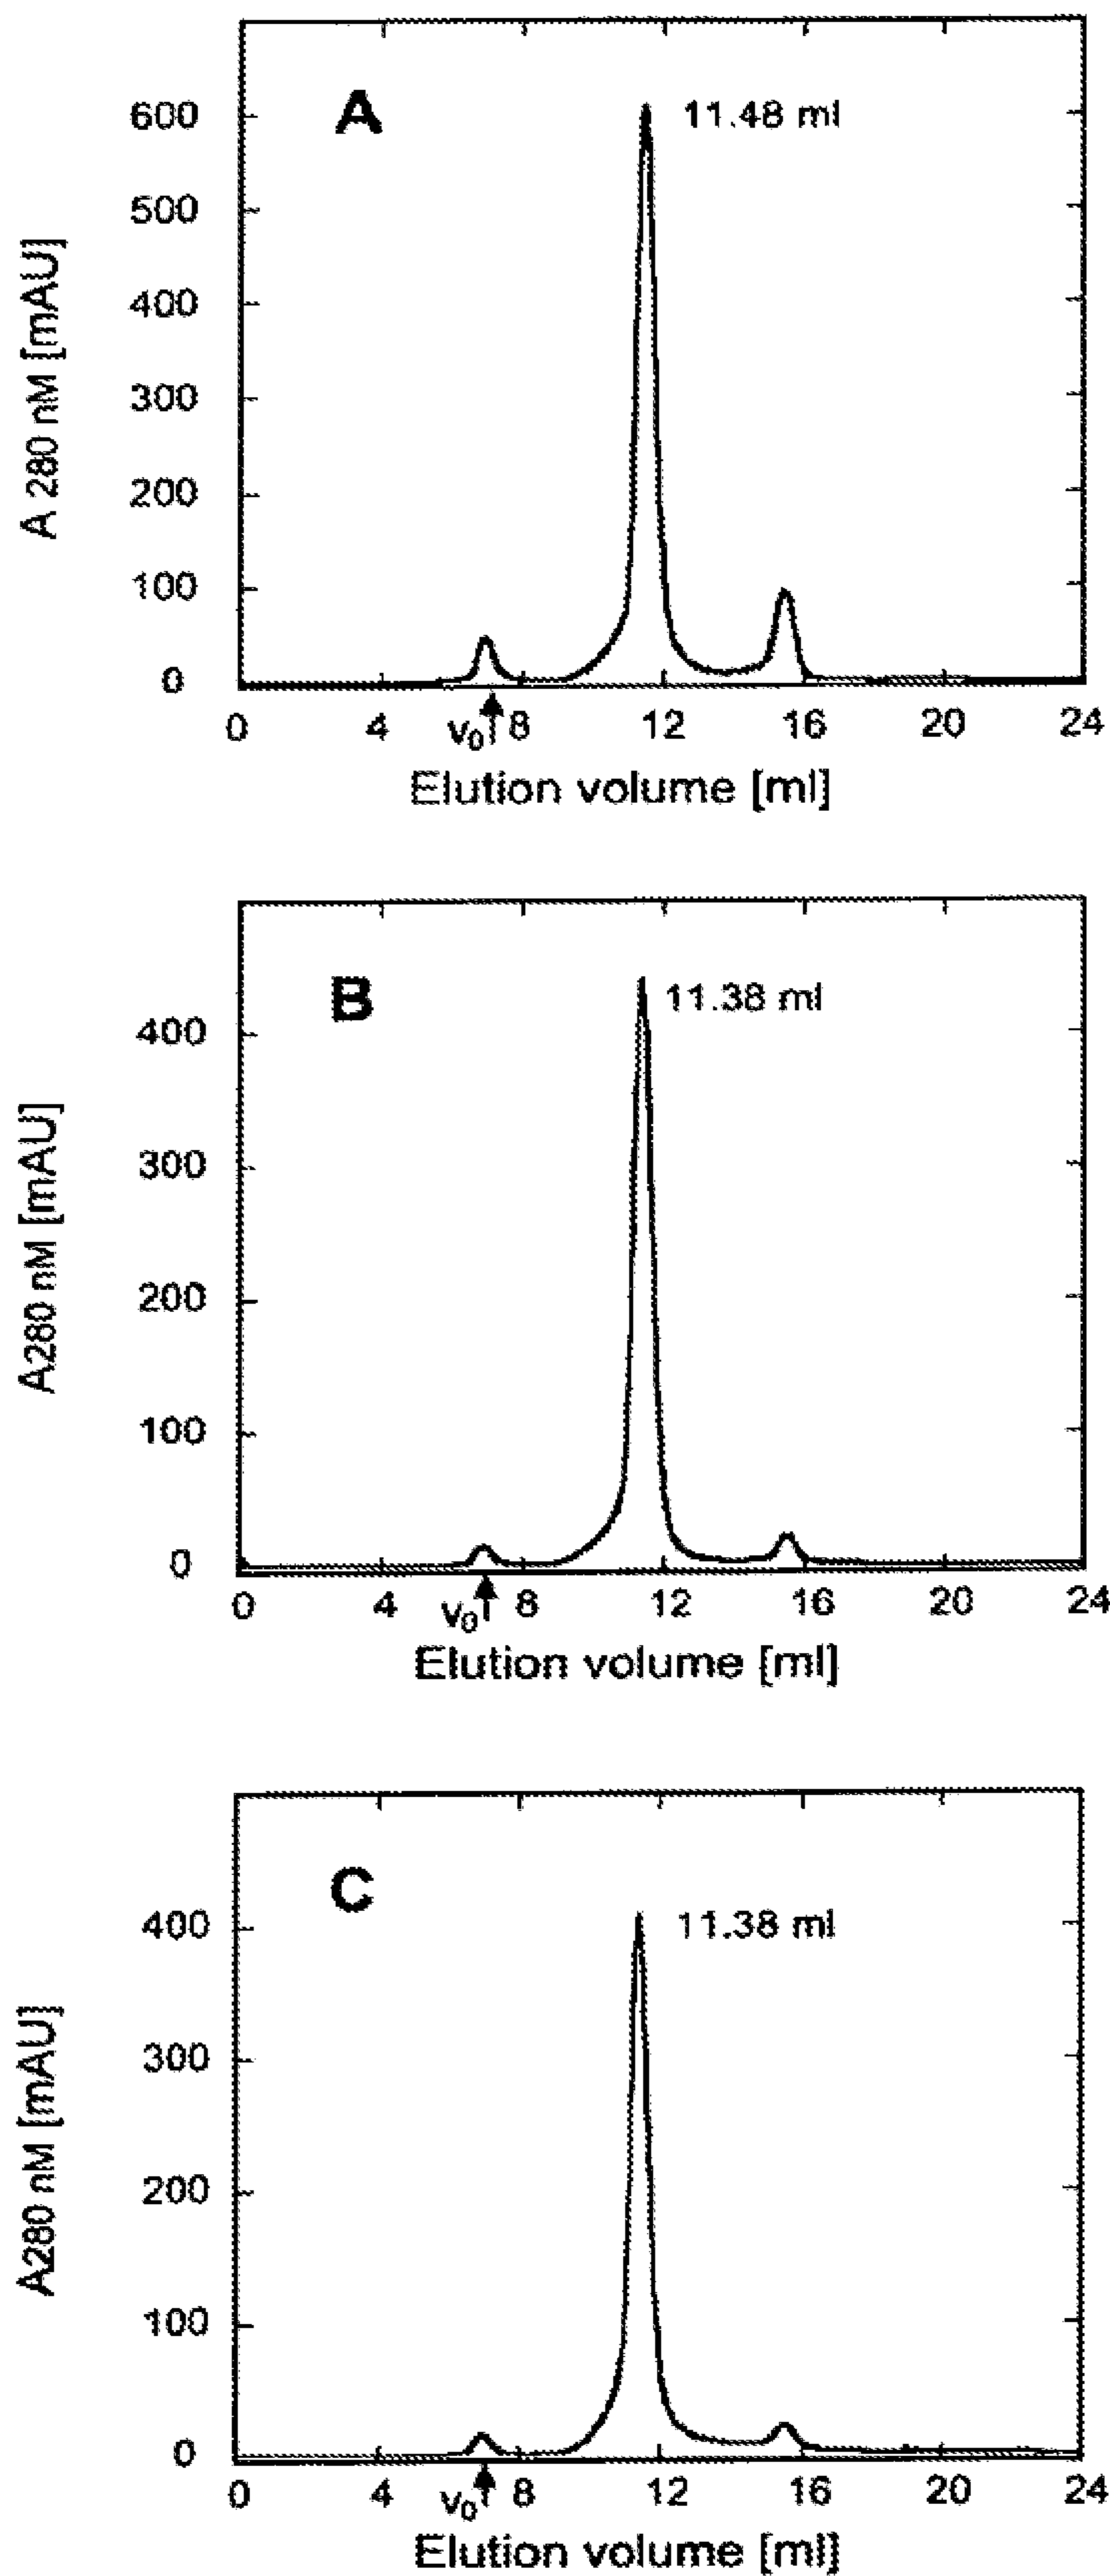 A
11.48 ml
600
500
400
300
200
100
0
A 280 nM [mAU]
0 4 v₀ 8 12 16 20 24
Elution volume [ml]
B
11.38 ml
400
300
200
100
0
A280 nM [mAU]
0 4 v₀ 8 12 16 20 24
Elution volume [ml]
C
11.38 ml
400
300
200
100
0
A280 nM [mAU]
0 4 v₀ 8 12 16 20 24
Elution volume [ml]